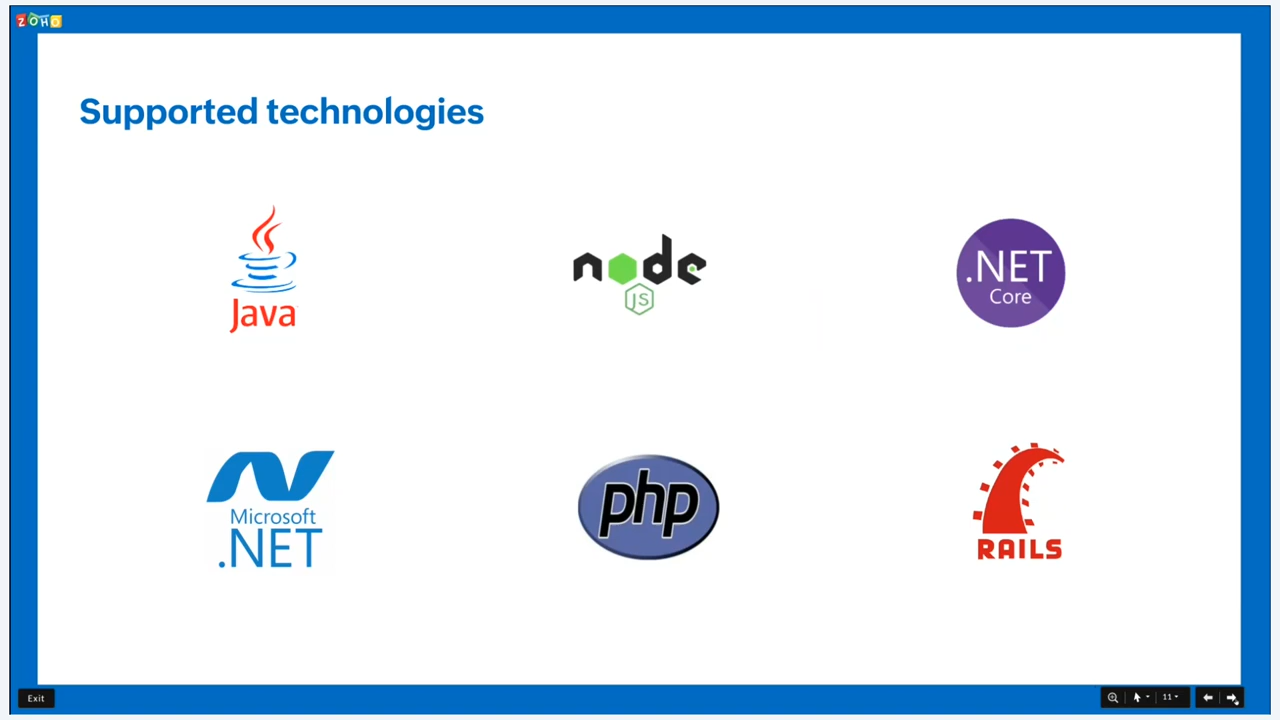 ZOHO
Supported technologies
Java
node
JS
.NET
Core
Microsoft
.NET
php
RAILS
Exit
11